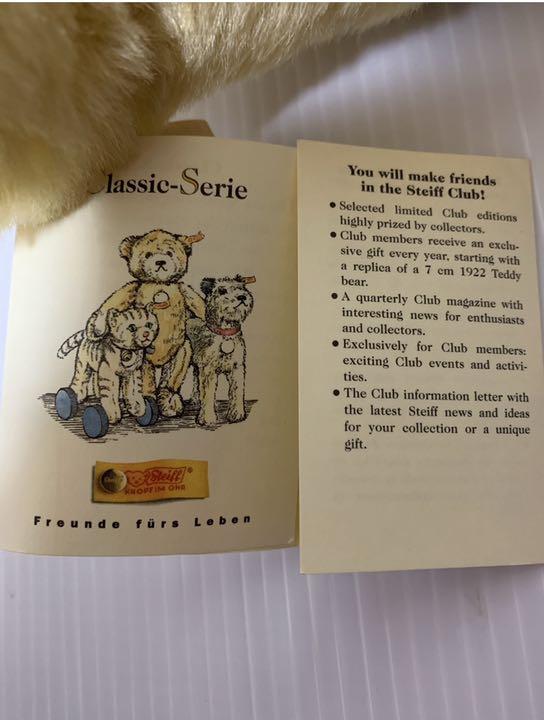 Classic-Serie
Steiff®
KNOPF IM OHR
Freunde fürs Leben
You will make friends
in the Steiff Club!
● Selected limited Club editions
highly prized by collectors.
● Club members receive an exclu-
sive gift every year, starting with
a replica of a 7 cm 1922 Teddy
bear.
● A quarterly Club magazine with
interesting news for enthusiasts
and collectors.
● Exclusively for Club members:
exciting Club events and activi-
ties.
● The Club information letter with
the latest Steiff news and ideas
for your collection or a unique
gift.